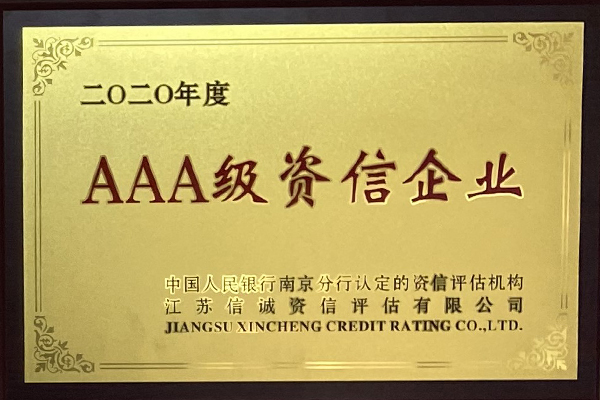 二〇二〇年度
AAA级资信企业
中国人民银行南京分行认定的资信评估机构
江苏信诚资信评估有限公司
JIANGSU XINCHENG CREDIT RATING CO.,LTD.